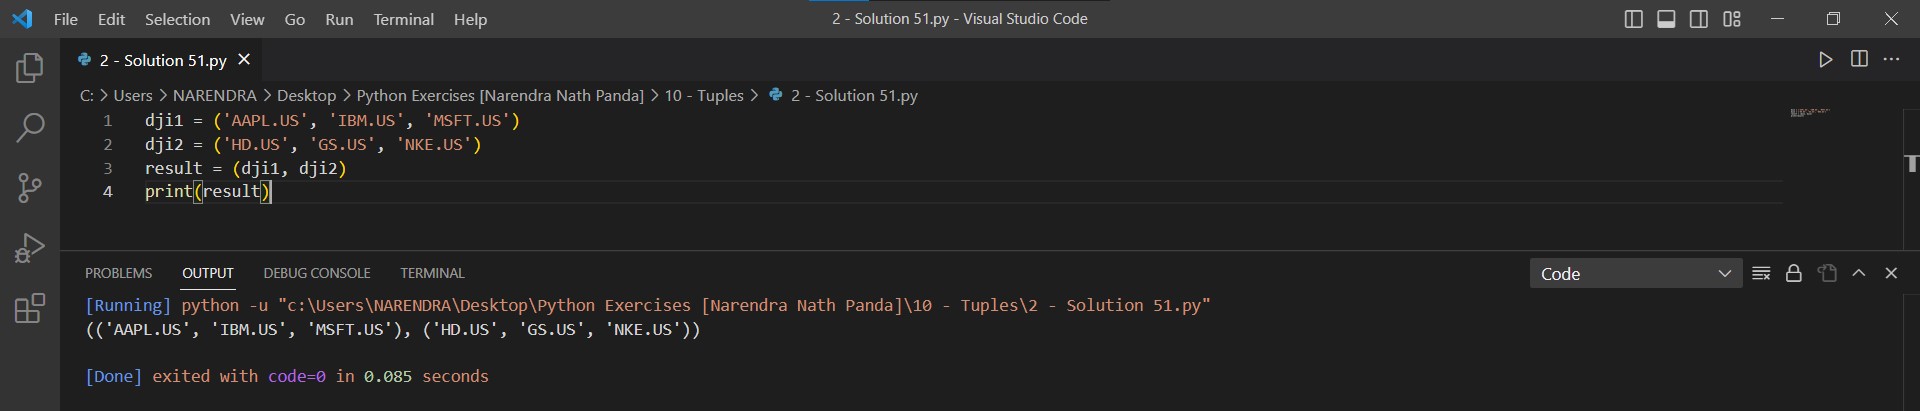 File Edit Selection View Go Run Terminal Help 2 - Solution 51.py - Visual Studio Code
2 - Solution 51.py
C: > Users > NARENDRA > Desktop > Python Exercises [Narendra Nath Panda] > 10 - Tuples > 2 - Solution 51.py
1 dji1 = ('AAPL.US', 'IBM.US', 'MSFT.US')
2 dji2 = ('HD.US', 'GS.US', 'NKE.US')
3 result = (dji1, dji2)
4 print(result)
PROBLEMS OUTPUT DEBUG CONSOLE TERMINAL Code
[Running] python -u "c:\Users\NARENDRA\Desktop\Python Exercises [Narendra Nath Panda]\10 - Tuples\2 - Solution 51.py"
(('AAPL.US', 'IBM.US', 'MSFT.US'), ('HD.US', 'GS.US', 'NKE.US'))
[Done] exited with code=0 in 0.085 seconds